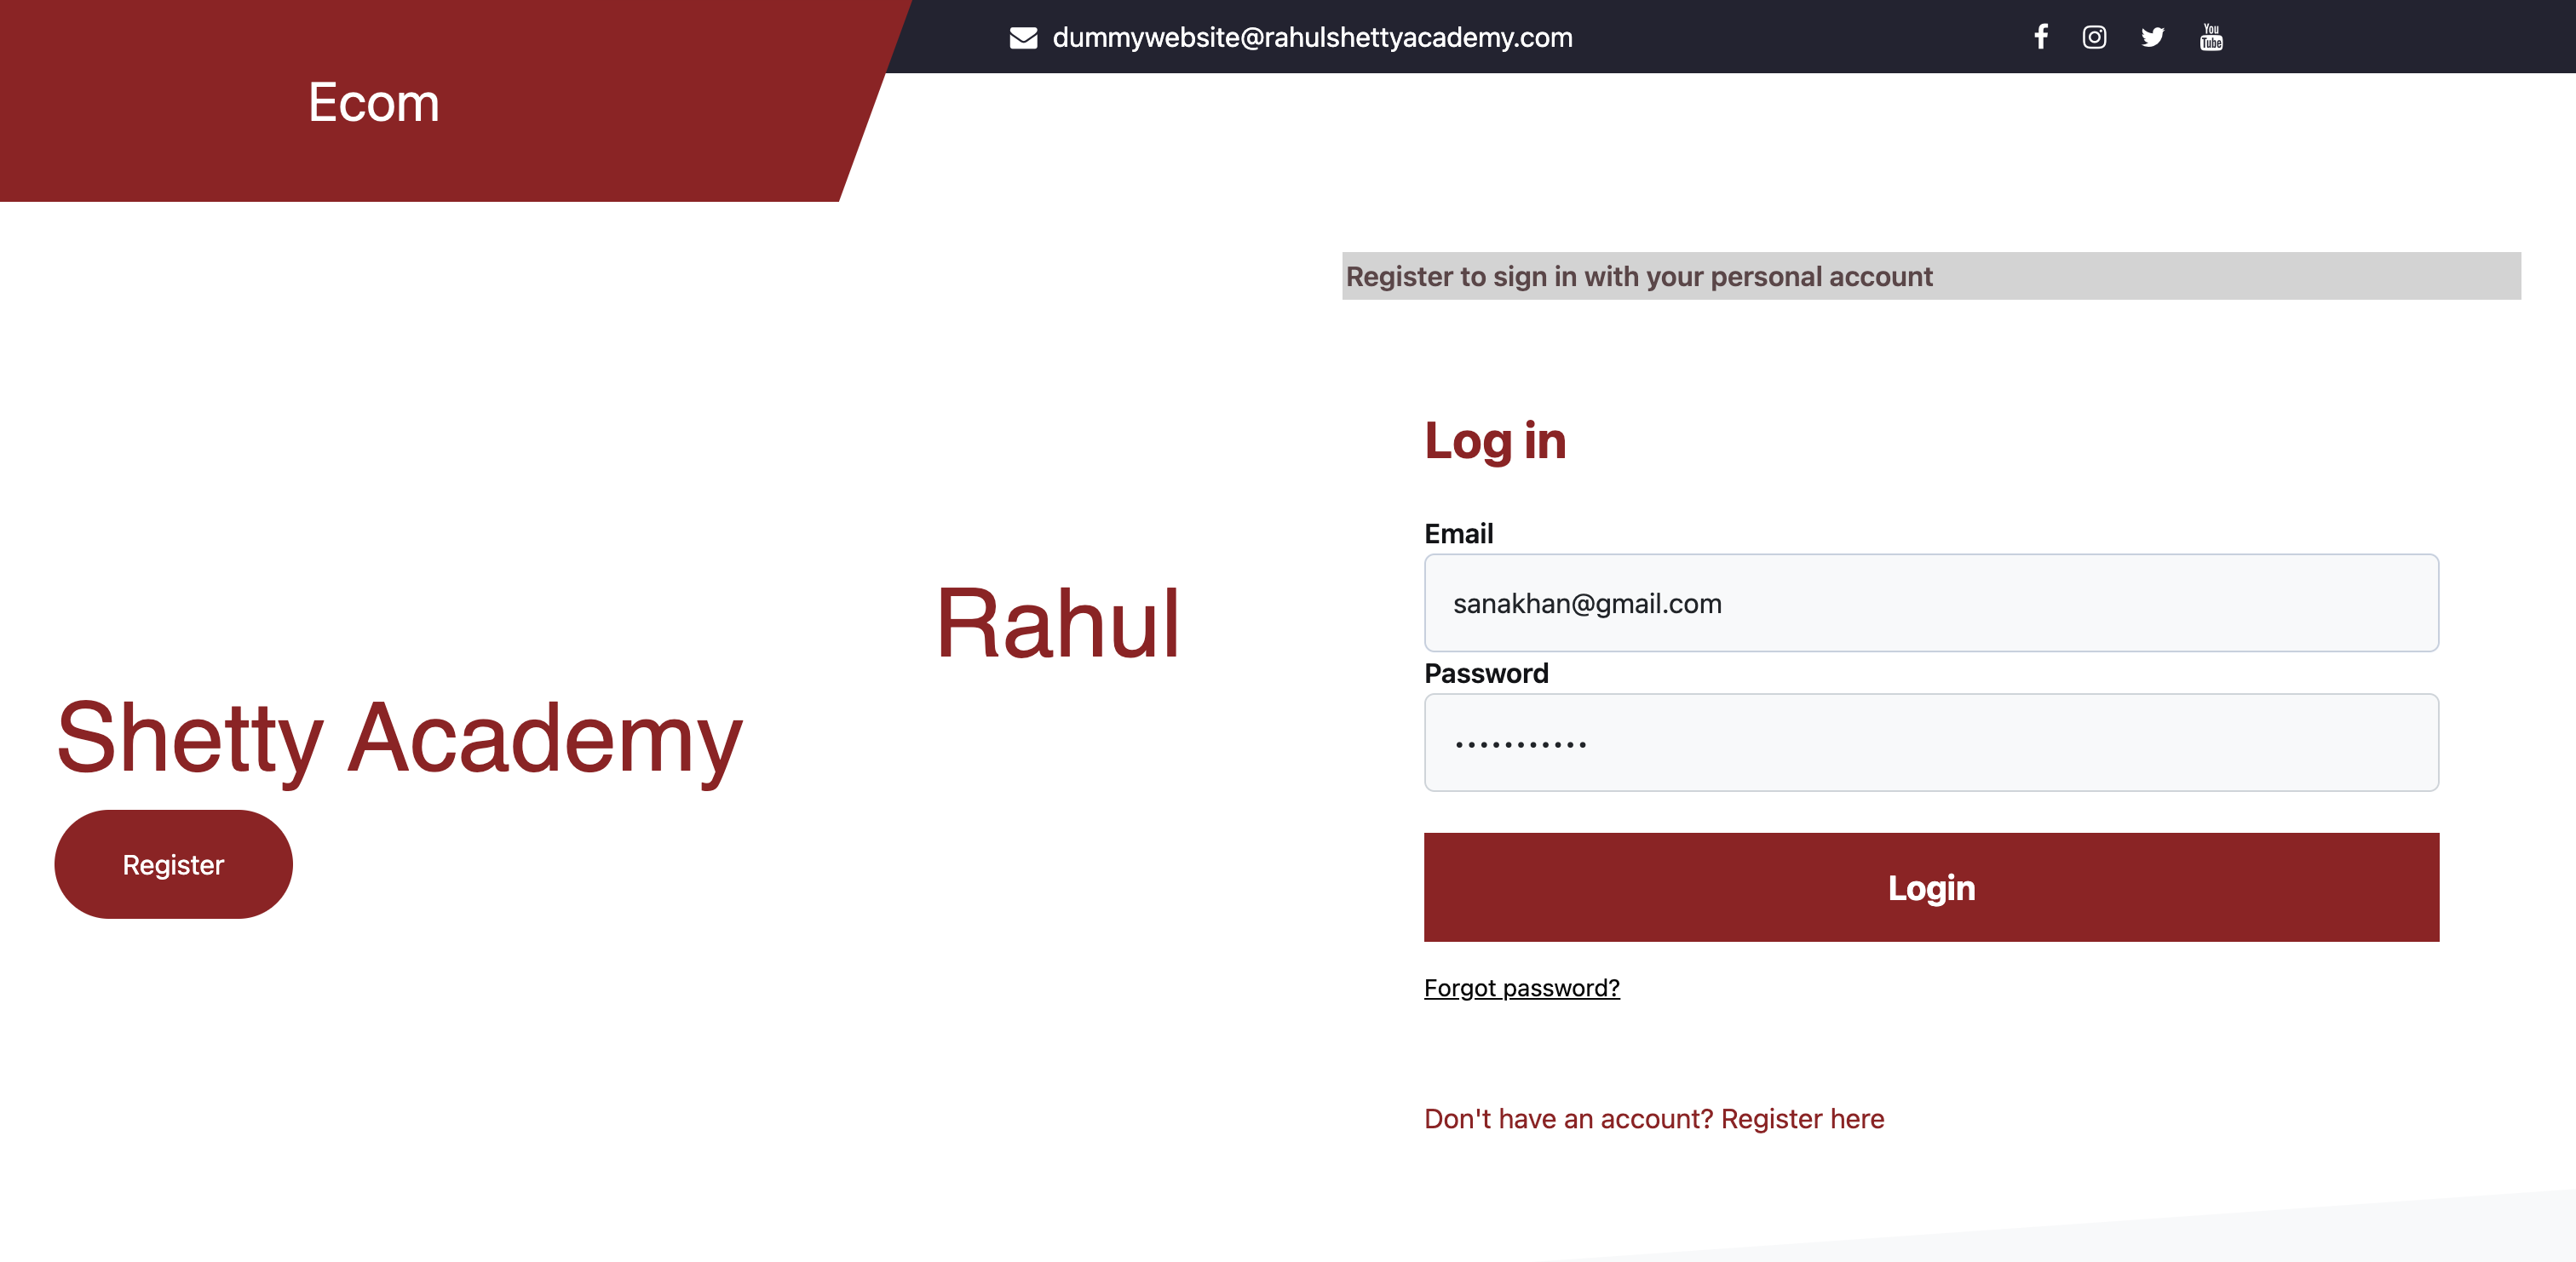 dummywebsite@rahulshettyacademy.com
You
Tube
Ecom
Register to sign in with your personal account
Rahul
Shetty Academy
Register
Log in
Email
sanakhan@gmail.com
Password
•••••••••••
Login
Forgot password?
Don't have an account? Register here